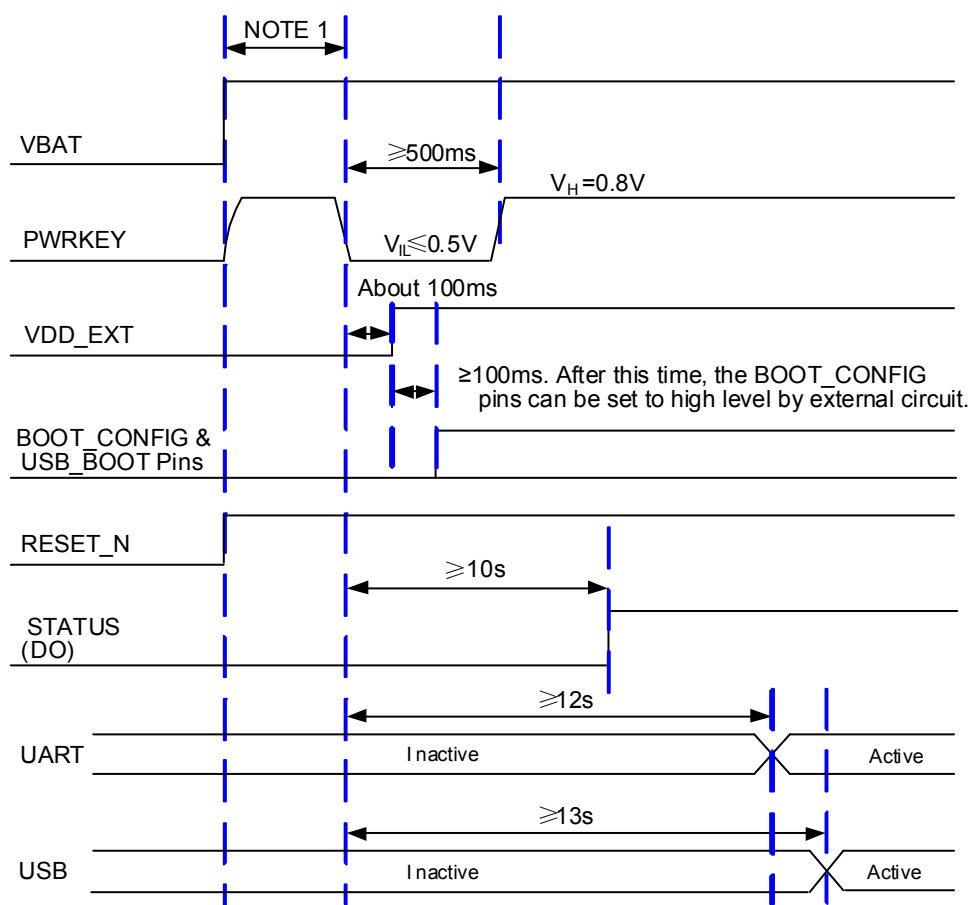 NOTE 1
VBAT
≥500ms
VH=0.8V
PWRKEY
VIL≤0.5V
About 100ms
VDD_EXT
≥100ms. After this time, the BOOT_CONFIG
pins can be set to high level by external circuit.
BOOT_CONFIG &
USB_BOOT Pins
RESET_N
≥10s
STATUS
(DO)
≥12s
UART
Inactive
Active
≥13s
USB
Inactive
Active